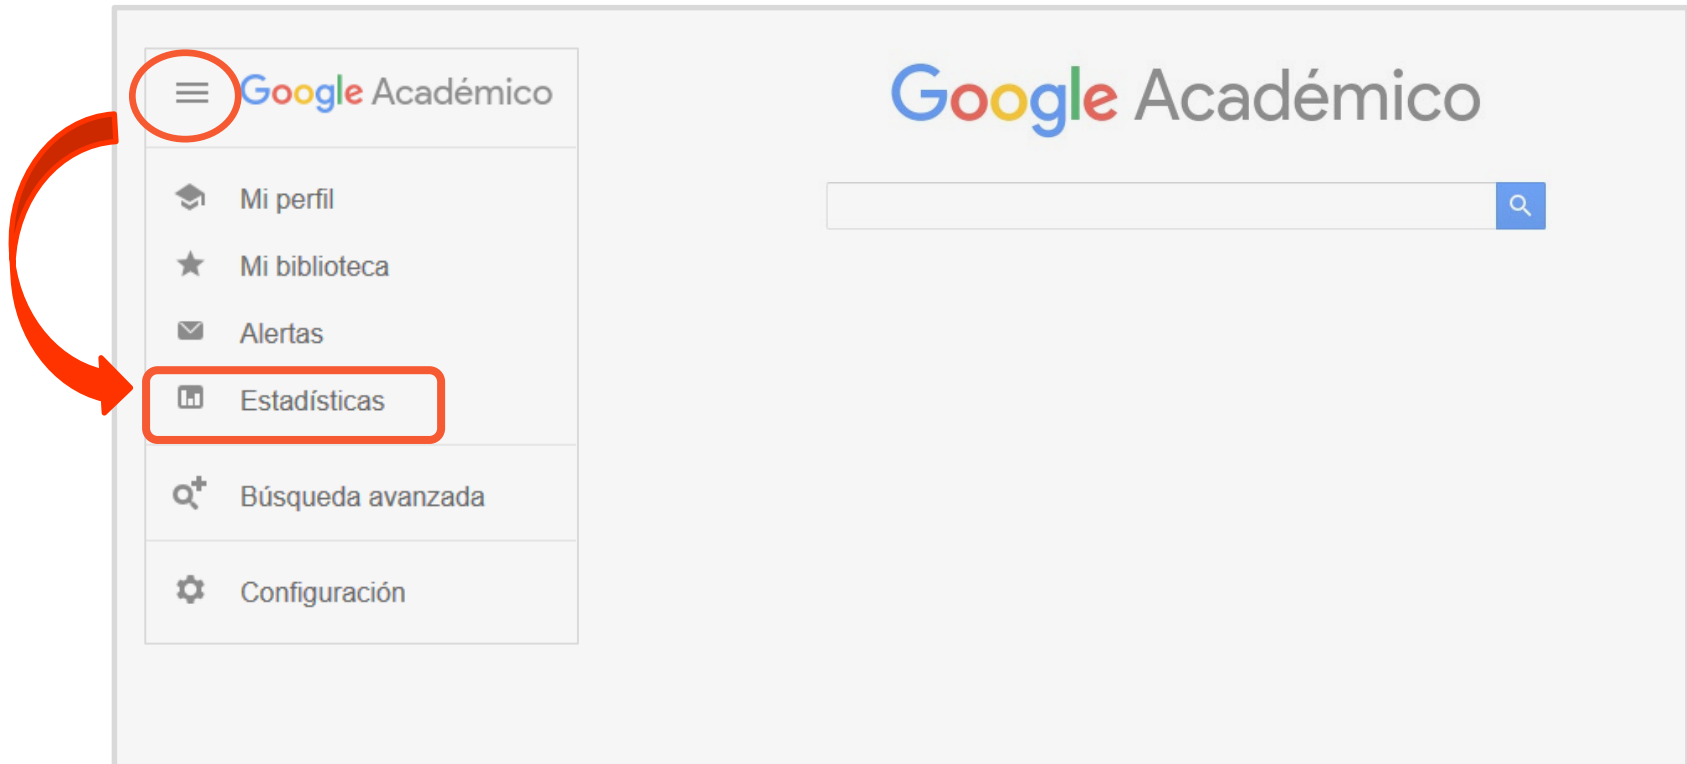 Google Académico
Mi perfil
Mi biblioteca
Alertas
Estadísticas
Búsqueda avanzada
Configuración
Google Académico